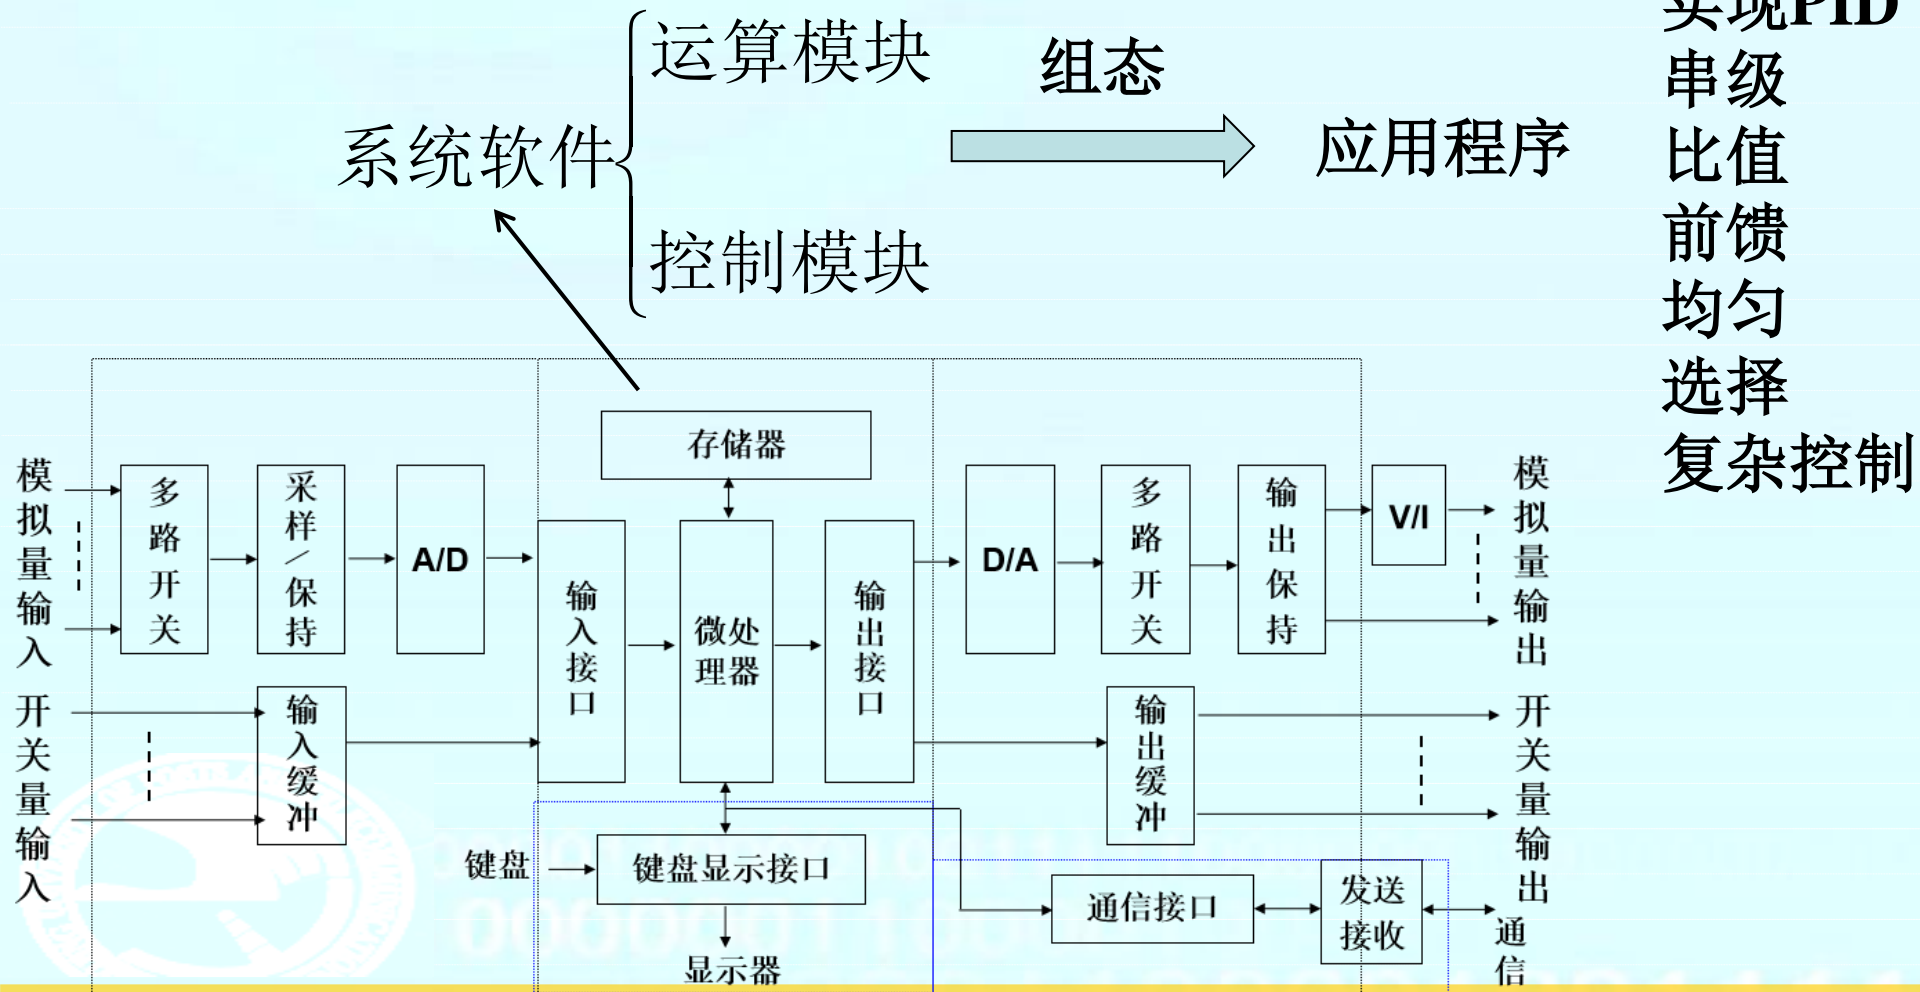 实现PID
串级
比值
前馈
均匀
选择
复杂控制
运算模块
组态
系统软件
应用程序
控制模块
存储器
模拟量输入
多路开关
采样/保持
A/D
输入接口
微处
理器
输出接口
D/A
多路开关
输出保持
V/I
模拟量输出
开关量输入
输入缓冲
输出缓冲
开关量输出
键盘
键盘显示接口
显示器
通信接口
发送
接收
通信